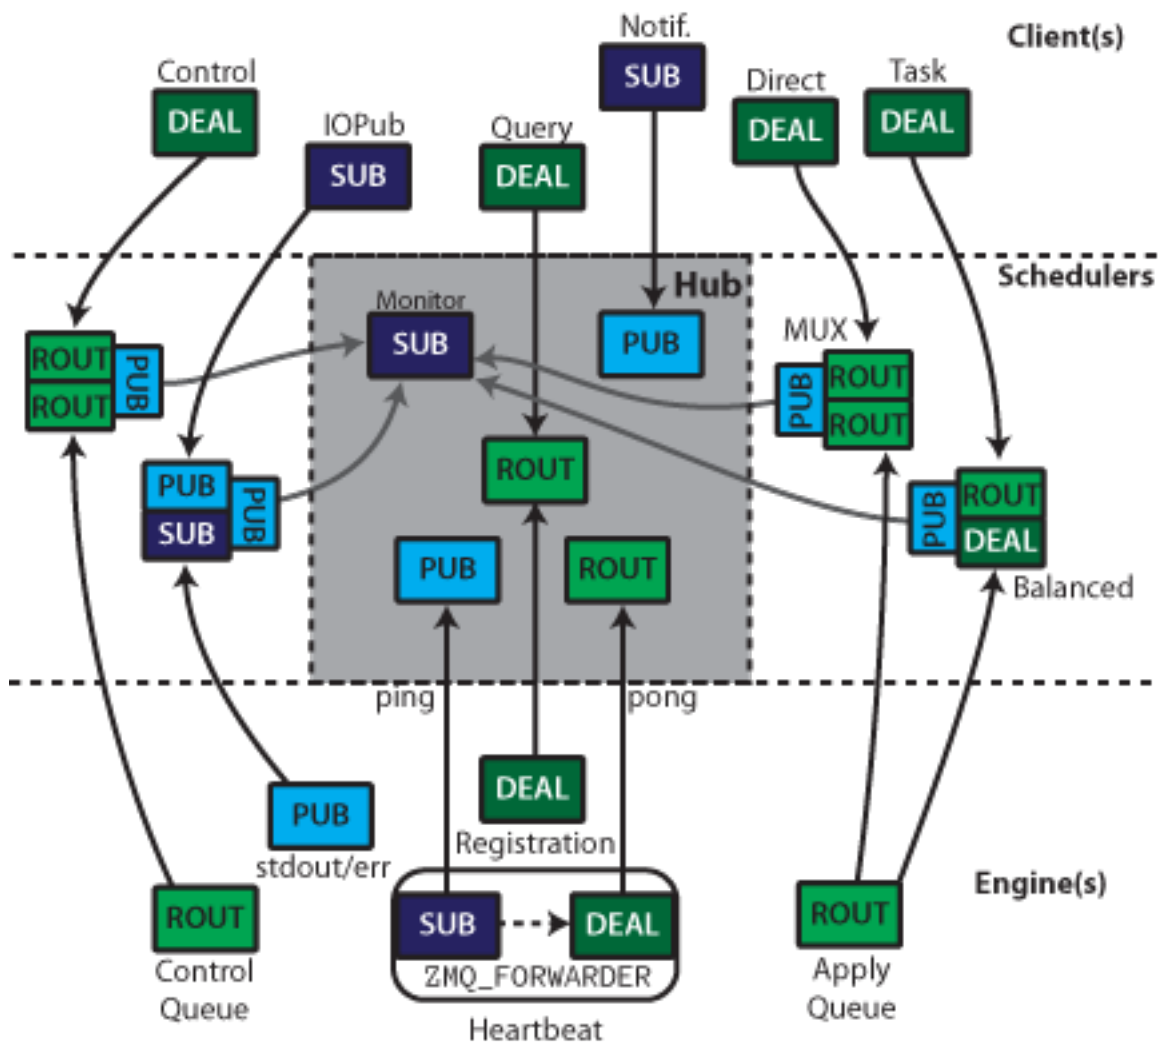 Notif.
Client(s)
Control
SUB
Direct
Task
DEAL
IOPub
Query
DEAL
DEAL
SUB
DEAL
Hub
Schedulers
Monitor
MUX
ROUT
PUB
SUB
PUB
ROUT
PUB
ROUT
PUB
ROUT
PUB
SUB
PUB
ROUT
PUB
ROUT
DEAL
PUB
ROUT
Balanced
ping
pong
DEAL
PUB
Registration
stdout/err
Engine(s)
ROUT
SUB
DEAL
ROUT
Control
Queue
ZMQ_FORWARDER
Apply
Queue
Heartbeat